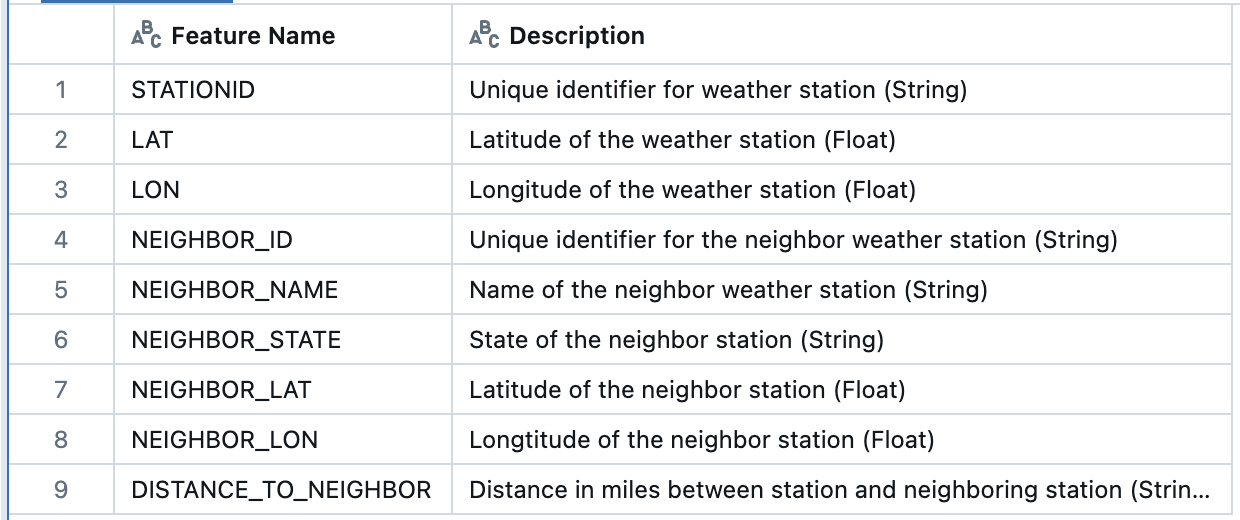 ABC Feature Name ABC Description
1 STATIONID Unique identifier for weather station (String)
2 LAT Latitude of the weather station (Float)
3 LON Longitude of the weather station (Float)
4 NEIGHBOR_ID Unique identifier for the neighbor weather station (String)
5 NEIGHBOR_NAME Name of the neighbor weather station (String)
6 NEIGHBOR_STATE State of the neighbor station (String)
7 NEIGHBOR_LAT Latitude of the neighbor station (Float)
8 NEIGHBOR_LON Longtitude of the neighbor station (Float)
9 DISTANCE_TO_NEIGHBOR Distance in miles between station and neighboring station (Strin...